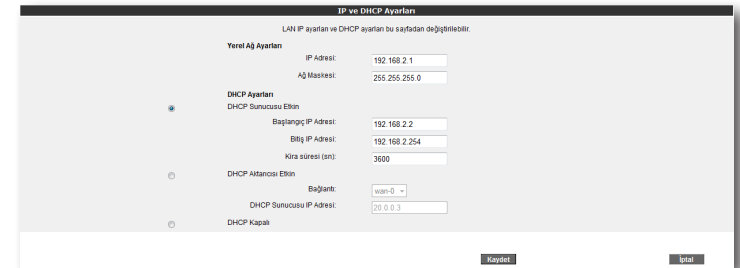 IP ve DHCP Ayarları
LAN IP ayarları ve DHCP ayarları bu sayfadan değiştirilebilir.
Yerel Ağ Ayarları
IP Adresi: 192.168.2.1
Ağ Maskesi: 255.255.255.0
DHCP Ayarları
DHCP Sunucusu Etkin
Başlangıç IP Adresi: 192.168.2.2
Bitiş IP Adresi: 192.168.2.254
Kira süresi (sn): 3600
DHCP Aktarıcısı Etkin
Bağlantı: wan-0
DHCP Sunucusu IP Adresi: 20.0.0.3
DHCP Kapalı
Kaydet İptal